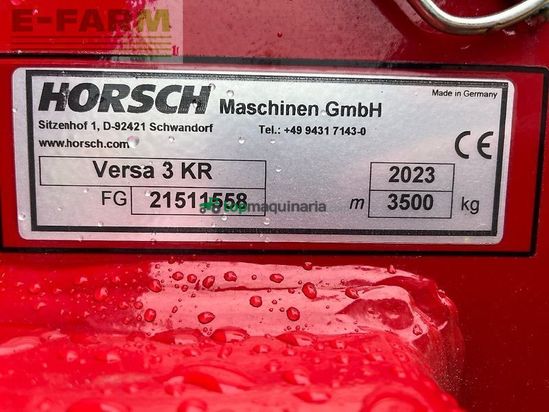 E-FARM
HORSCH Maschinen GmbH
Made in Germany
Sitzenhof 1, D-92421 Schwandorf Tel.: +49 9431 7143-0
www.horsch.com
CE
Versa 3 KR 2023
FG 21511558 m 3500 kg
topmaquinaria